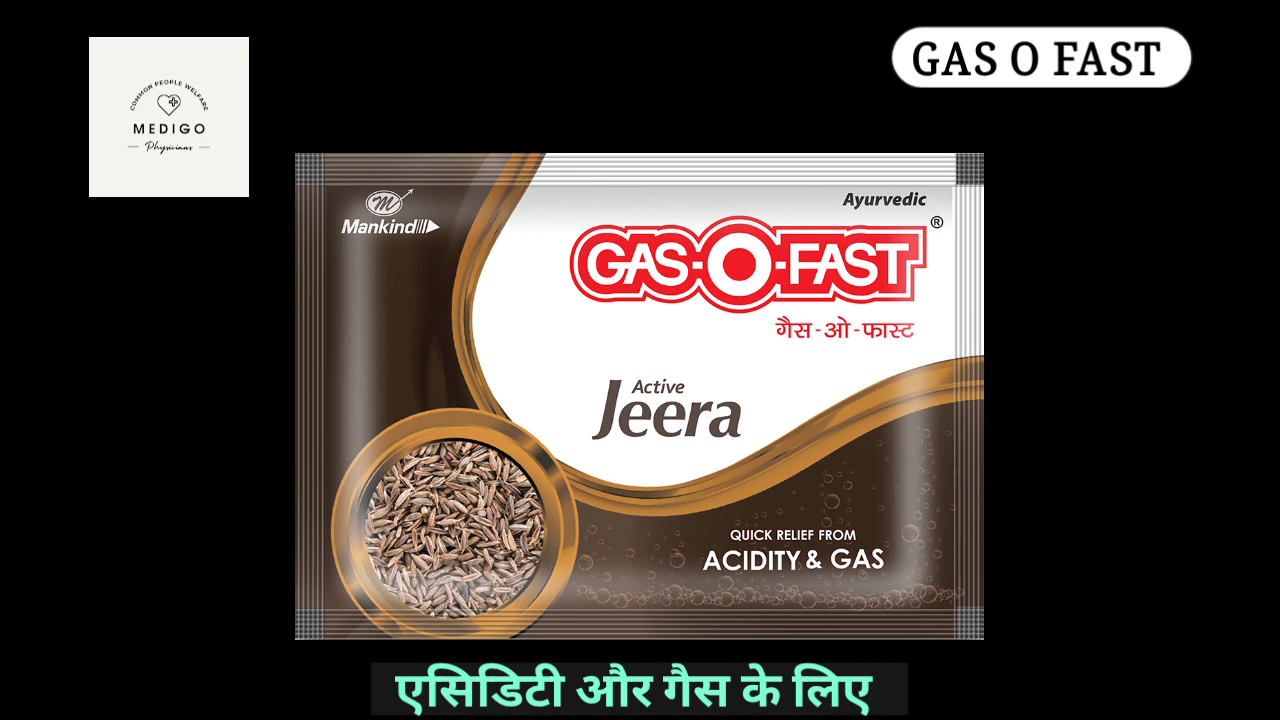 COMMON PEOPLE WELFARE
MEDIGO
Physicians
GAS O FAST
Mankind
Ayurvedic
GAS-O-FAST®
गैस-ओ-फास्ट
Active
Jeera
QUICK RELIEF FROM
ACIDITY & GAS
एसिडिटी और गैस के लिए